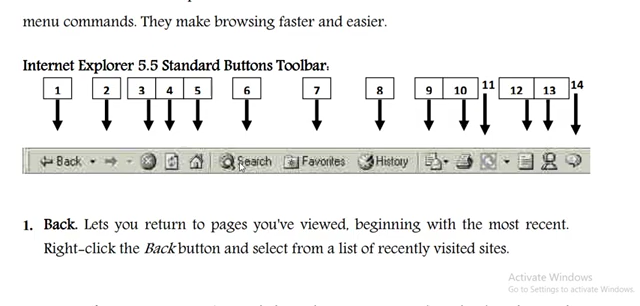 menu commands. They make browsing faster and easier.
Internet Explorer 5.5 Standard Buttons Toolbar:
1 2 3 4 5 6 7 8 9 10 11 12 13 14
Back Search Favorites History
1. Back. Lets you return to pages you've viewed, beginning with the most recent.
Right-click the Back button and select from a list of recently visited sites.
Activate Windows
Go to Settings to activate Windows.